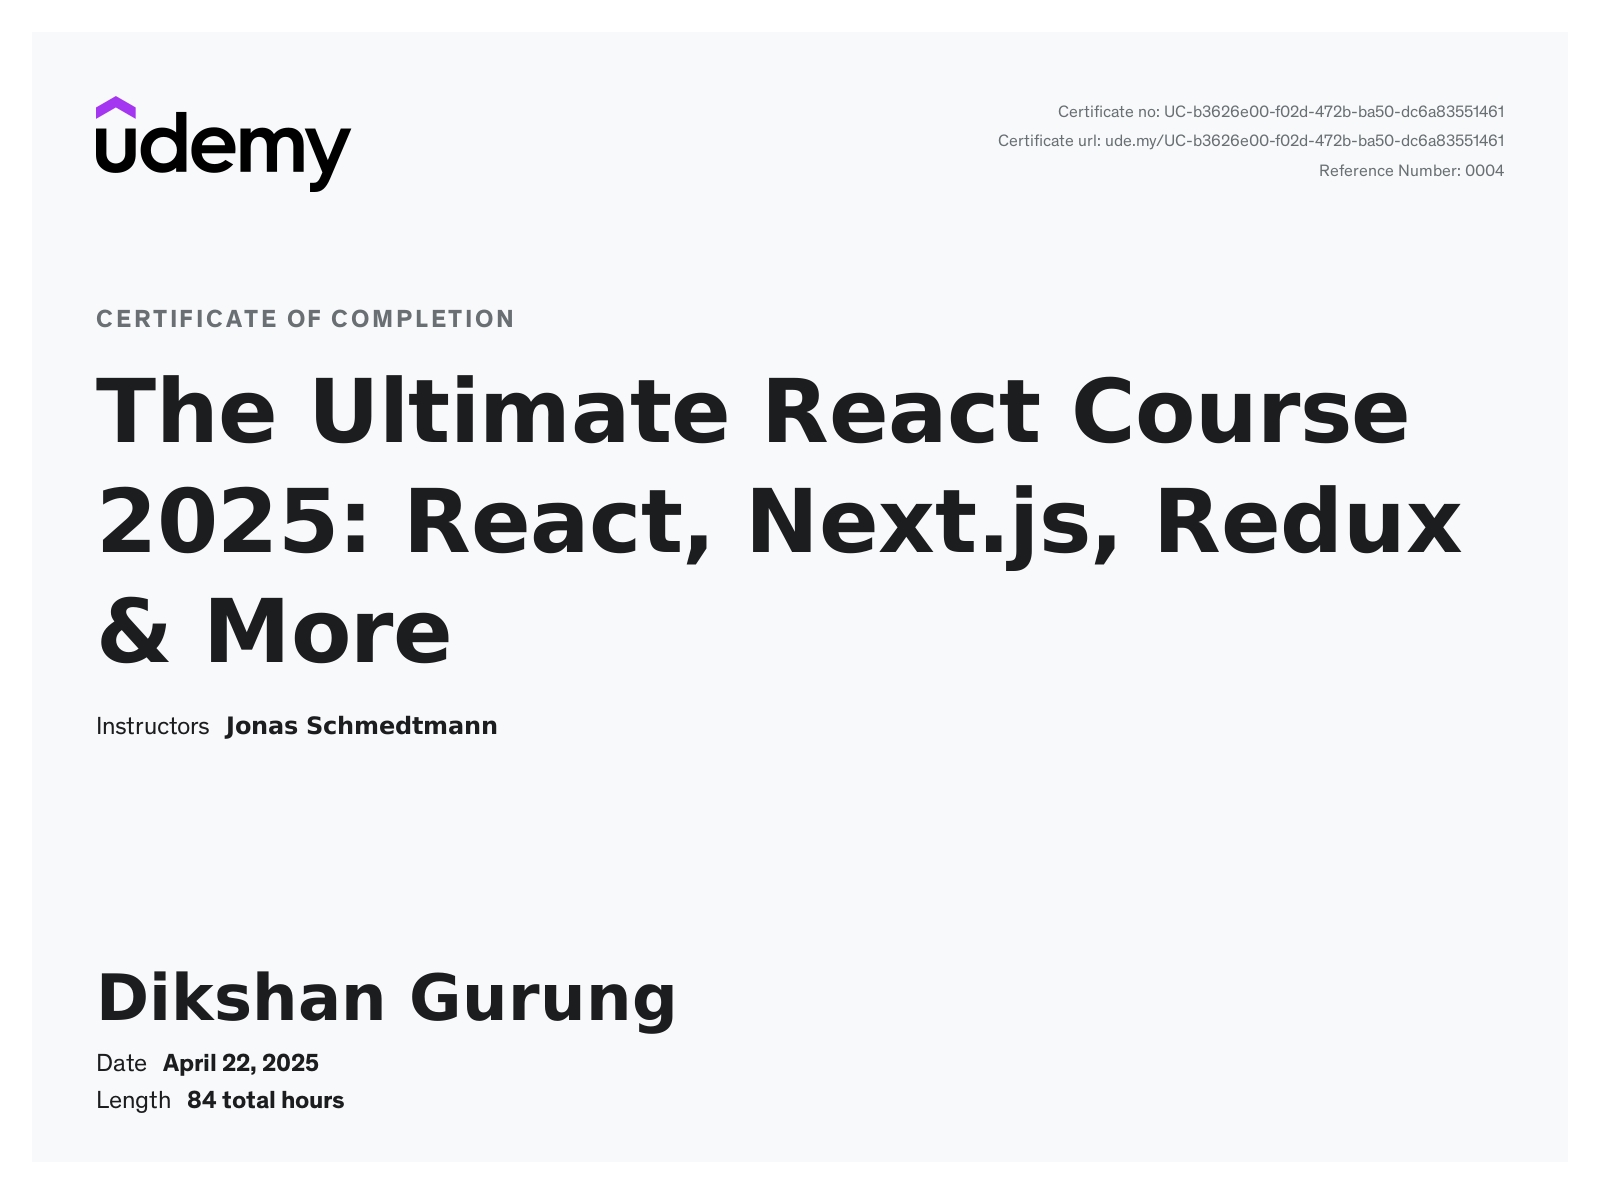 udemy
Certificate no: UC-b3626e00-f02d-472b-ba50-dc6a83551461
Certificate url: ude.my/UC-b3626e00-f02d-472b-ba50-dc6a83551461
Reference Number: 0004
CERTIFICATE OF COMPLETION
The Ultimate React Course
2025: React, Next.js, Redux
& More
Instructors Jonas Schmedtmann
Dikshan Gurung
Date April 22, 2025
Length 84 total hours